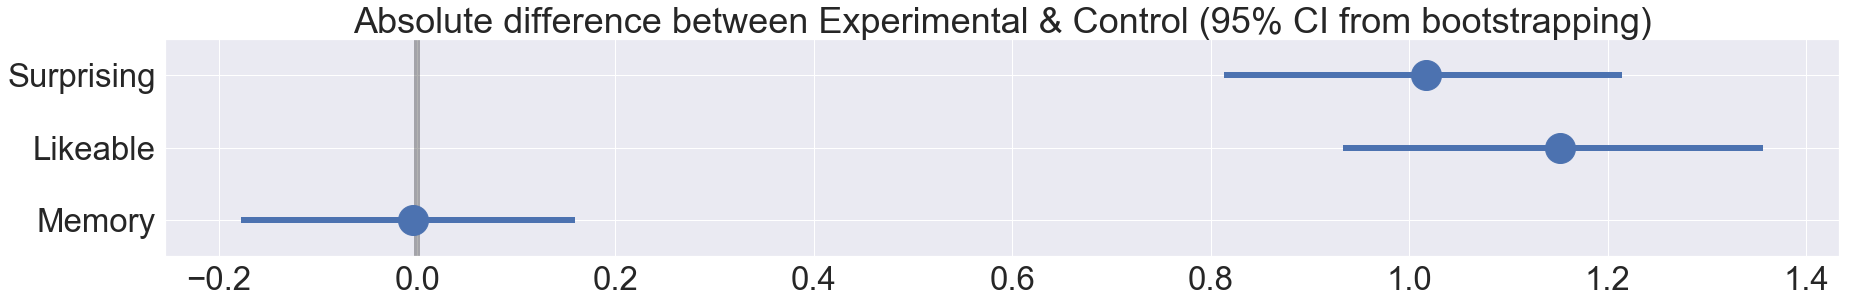 Absolute difference between Experimental & Control (95% CI from bootstrapping)
Surprising
Likeable
Memory
−0.2 0.0 0.2 0.4 0.6 0.8 1.0 1.2 1.4